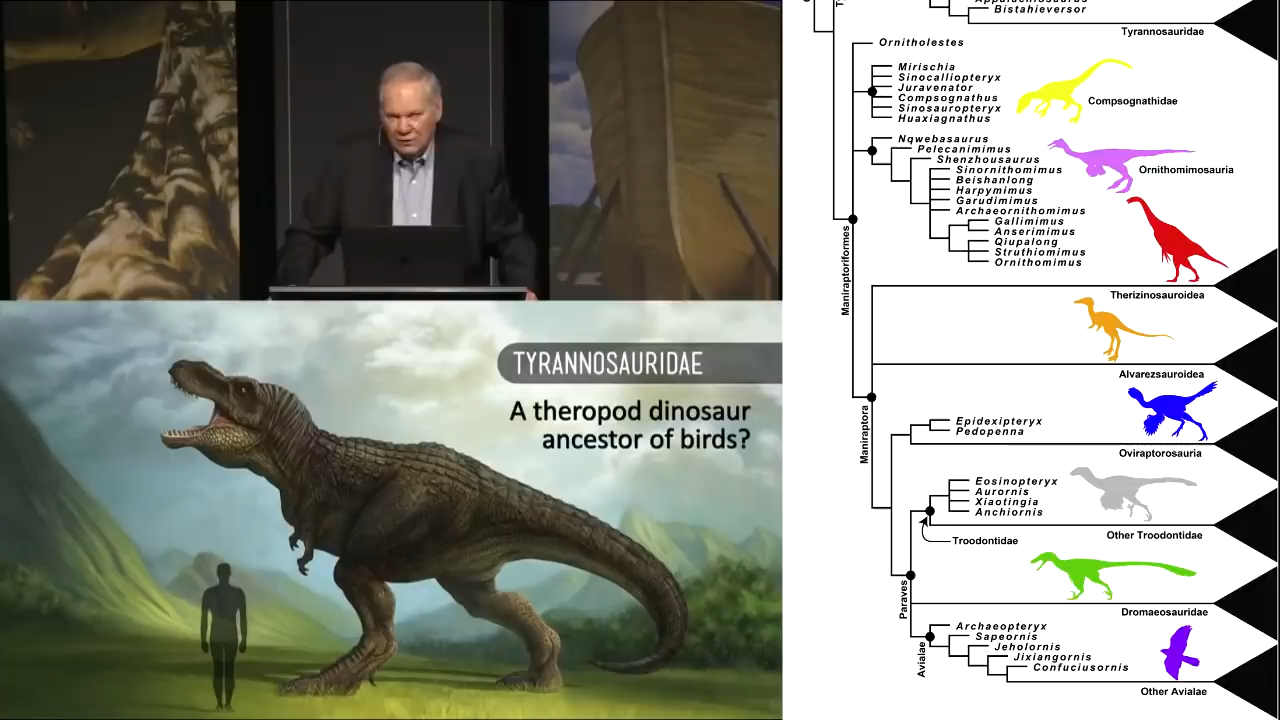 TYRANNOSAURIDAE
A theropod dinosaur
ancestor of birds?
Bistahieversor
Tyrannosauridae
Ornitholestes
Mirischia
Sinocalliopteryx
Juravenator
Compsognathus
Sinosauropteryx
Huaxiagnathus
Compsognathidae
Nqwebasaurus
Pelecanimimus
Shenzhousaurus
Sinornithomimus
Beishanlong
Harpymimus
Garudimimus
Archaeornithomimus
Gallimimus
Anserimimus
Qiupalong
Struthiomimus
Ornithomimus
Ornithomimosauria
Maniraptoriformes
Therizinosauroidea
Alvarezsauroidea
Maniraptora
Epidexipteryx
Pedopenna
Oviraptorosauria
Eosinopteryx
Aurornis
Xiaotingia
Anchiornis
Other Troodontidae
Troodontidae
Paraves
Dromaeosauridae
Archaeopteryx
Sapeornis
Jeholornis
Jixiangornis
Confuciusornis
Avialae
Other Avialae